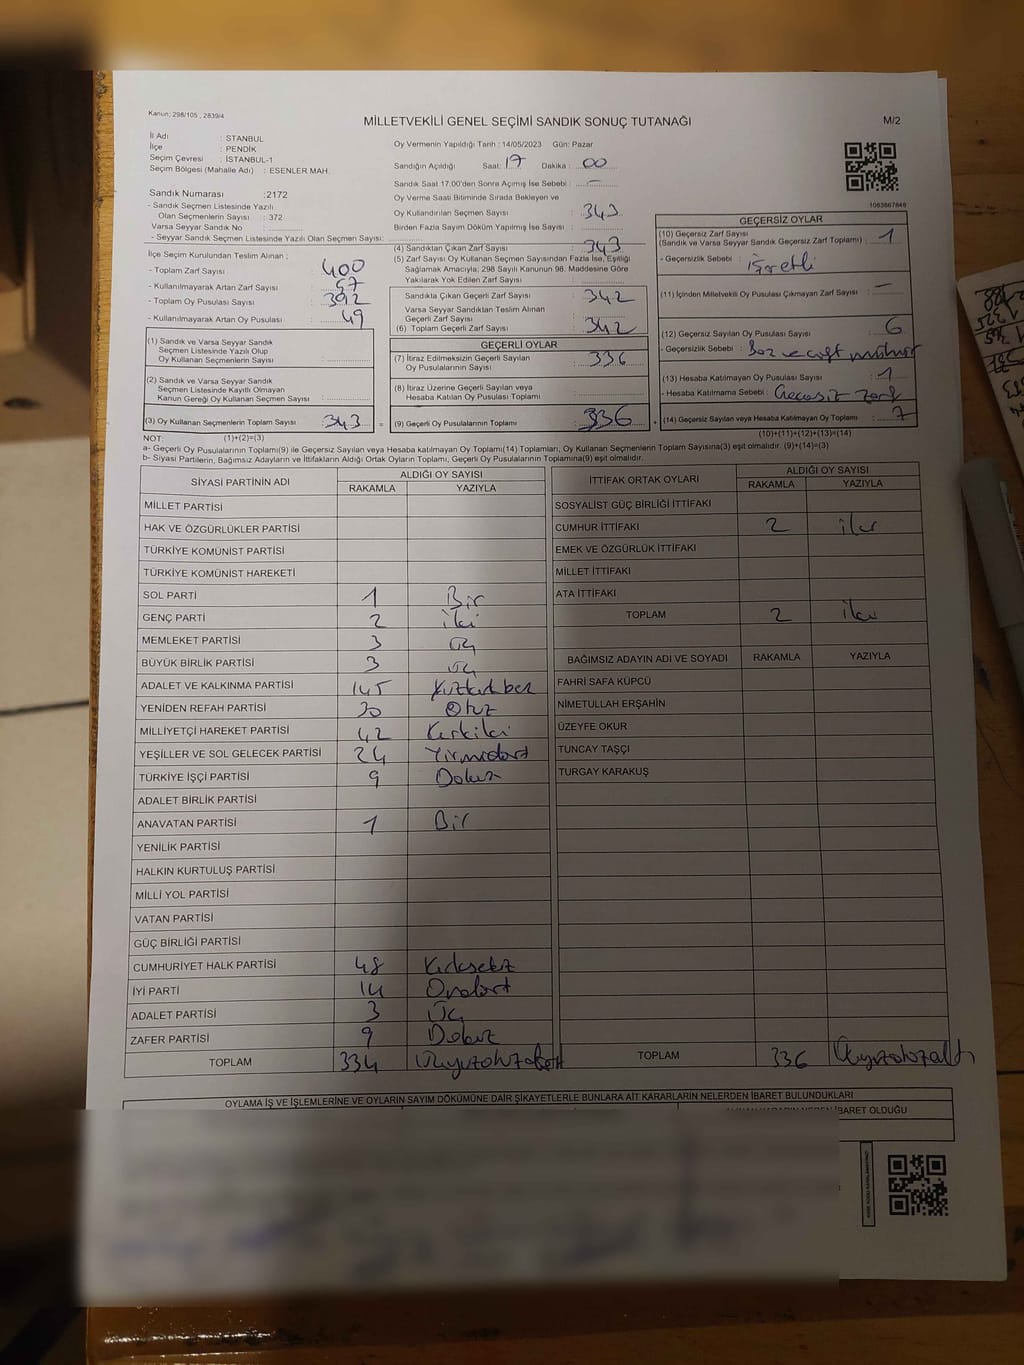 Kanun; 298/105 , 2839/4
MİLLETVEKİLİ GENEL SEÇİMİ SANDIK SONUÇ TUTANAĞI
M/2
İl Adı : STANBUL
İlçe : PENDİK
Seçim Çevresi : İSTANBUL-1
Seçim Bölgesi (Mahalle Adı) : ESENLER MAH.
Oy Vermenin Yapıldığı Tarih : 14/05/2023 Gün: Pazar
Sandığın Açıldığı Saat: 17 Dakika : 00
Sandık Saat 17.00'den Sonra Açımış İse Sebebi : -
Oy Verme Saati Bitiminde Sırada Bekleyen ve
Oy Kullandırılan Seçmen Sayısı : 343
Birden Fazla Sayım Döküm Yapılmış İse Sayısı :
1063667848
Sandık Numarası :2172
- Sandık Seçmen Listesinde Yazılı
Olan Seçmenlerin Sayısı : 372
Varsa Seyyar Sandık No :
- Seyyar Sandık Seçmen Listesinde Yazılı Olan Seçmen Sayısı:
İlçe Seçim Kurulundan Teslim Alınan ;
- Toplam Zarf Sayısı : 400
- Kullanılmayarak Artan Zarf Sayısı : 57
- Toplam Oy Pusulası Sayısı : 392
- Kullanılmayarak Artan Oy Pusulası : 49
(1) Sandık ve Varsa Seyyar Sandık
Seçmen Listesinde Yazılı Olup
Oy Kullanan Seçmenlerin Sayısı :
(2) Sandık ve Varsa Seyyar Sandık
Seçmen Listesinde Kayıtlı Olmayan
Kanun Gereği Oy Kullanan Seçmen Sayısı :
(3) Oy Kullanan Seçmenlerin Toplam Sayısı : 343 =
(4) Sandıktan Çıkan Zarf Sayısı : 343
(5) Zarf Sayısı Oy Kullanan Seçmen Sayısından Fazla İse, Eşitliği
Sağlamak Amacıyla; 298 Sayılı Kanunun 98. Maddesine Göre
Yakılarak Yok Edilen Zarf Sayısı :
Sandıkta Çıkan Geçerli Zarf Sayısı : 342
Varsa Seyyar Sandıktan Teslim Alınan
Geçerli Zarf Sayısı :
(6) Toplam Geçerli Zarf Sayısı : 342
GEÇERLİ OYLAR
(7) İtiraz Edilmeksizin Geçerli Sayılan
Oy Pusulalarının Sayısı : 336
(8) İtiraz Üzerine Geçerli Sayılan veya
Hesaba Katılan Oy Pusulası Toplamı :
(9) Geçerli Oy Pusulalarının Toplamı : 336 +
GEÇERSİZ OYLAR
(10) Geçersiz Zarf Sayısı
(Sandık ve Varsa Seyyar Sandık Geçersiz Zarf Toplamı) : 1
- Geçersizlik Sebebi : İşaretli
(11) İçinden Milletvekili Oy Pusulası Çıkmayan Zarf Sayısı : -
(12) Geçersiz Sayılan Oy Pusulası Sayısı : 6
- Geçersizlik Sebebi : Boz ve çift mühür
(13) Hesaba Katılmayan Oy Pusulası Sayısı : 1
- Hesaba Katılmama Sebebi : Geçersiz zarf
(14) Geçersiz Sayılan veya Hesaba Katılmayan Oy Toplamı : 7
NOT: (1)+(2)=(3) (10)+(11)+(12)+(13)=(14)
a- Geçerli Oy Pusulalarının Toplamı(9) ile Geçersiz Sayılan veya Hesaba Katılmayan Oy Toplamı(14) Toplamları, Oy Kullanan Seçmenlerin Toplam Sayısına(3) eşit olmalıdır. (9)+(14)=(3)
b- Siyasi Partilerin, Bağımsız Adayların ve İttifakların Aldığı Ortak Oyların Toplamı, Geçerli Oy Pusulalarının Toplamına(9) eşit olmalıdır.
SİYASİ PARTİNİN ADI
ALDIĞI OY SAYISI
RAKAMLA YAZIYLA
MİLLET PARTİSİ
HAK VE ÖZGÜRLÜKLER PARTİSİ
TÜRKİYE KOMÜNİST PARTİSİ
TÜRKİYE KOMÜNİST HAREKETİ
SOL PARTİ 1 Bir
GENÇ PARTİ 2 iki
MEMLEKET PARTİSİ 3 üç
BÜYÜK BİRLİK PARTİSİ 3 üç
ADALET VE KALKINMA PARTİSİ 145 Yüzkırkbeş
YENİDEN REFAH PARTİSİ 30 Otuz
MİLLİYETÇİ HAREKET PARTİSİ 42 Kırkiki
YEŞİLLER VE SOL GELECEK PARTİSİ 24 Yirmidört
TÜRKİYE İŞÇİ PARTİSİ 9 Dokuz
ADALET BİRLİK PARTİSİ
ANAVATAN PARTİSİ 1 Bir
YENİLİK PARTİSİ
HALKIN KURTULUŞ PARTİSİ
MİLLİ YOL PARTİSİ
VATAN PARTİSİ
GÜÇ BİRLİĞİ PARTİSİ
CUMHURİYET HALK PARTİSİ 48 Kırksekiz
İYİ PARTİ 14 Ondört
ADALET PARTİSİ 3 Üç
ZAFER PARTİSİ 9 Dokuz
TOPLAM 334 Üçyüzotuzdört
İTTİFAK ORTAK OYLARI
ALDIĞI OY SAYISI
RAKAMLA YAZIYLA
SOSYALİST GÜÇ BİRLİĞİ İTTİFAKI
CUMHUR İTTİFAKI 2 iki
EMEK VE ÖZGÜRLÜK İTTİFAKI
MİLLET İTTİFAKI
ATA İTTİFAKI
TOPLAM 2 iki
BAĞIMSIZ ADAYIN ADI VE SOYADI RAKAMLA YAZIYLA
FAHRİ SAFA KÜPCÜ
NİMETULLAH ERŞAHİN
ÜZEYFE OKUR
TUNCAY TAŞÇI
TURGAY KARAKUŞ
TOPLAM 336 Üçyüzotuzaltı
OYLAMA İŞ VE İŞLEMLERİNE VE OYLARIN SAYIM DÖKÜMÜNE DAİR ŞİKAYETLERLE BUNLARA AİT KARARLARIN NELERDEN İBARET BULUNDUKLARI
İBARET OLDUĞU